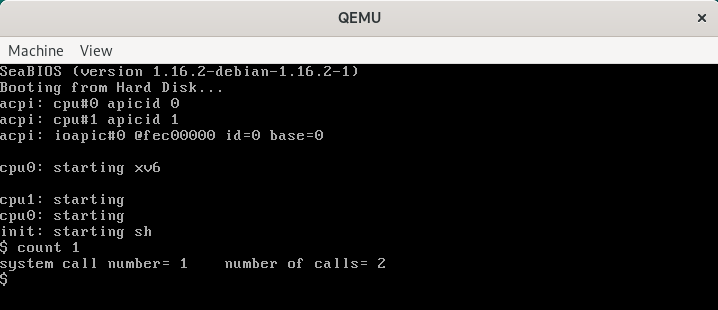 QEMU
Machine View
SeaBIOS (version 1.16.2-debian-1.16.2-1)
Booting from Hard Disk...
acpi: cpu#0 apicid 0
acpi: cpu#1 apicid 1
acpi: ioapic#0 @fec00000 id=0 base=0
cpu0: starting xv6
cpu1: starting
cpu0: starting
init: starting sh
$ count 1
system call number= 1    number of calls= 2
$